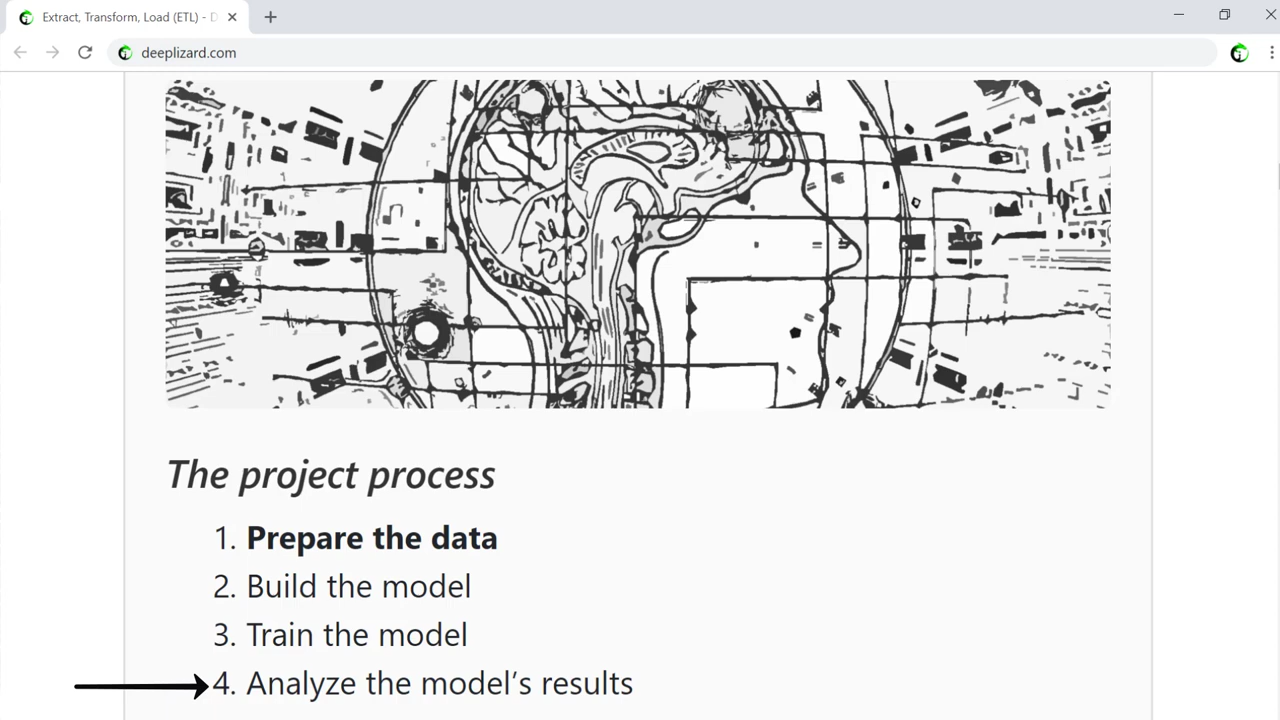 Extract, Transform, Load (ETL) - D
deeplizard.com
The project process
1. Prepare the data
2. Build the model
3. Train the model
4. Analyze the model’s results